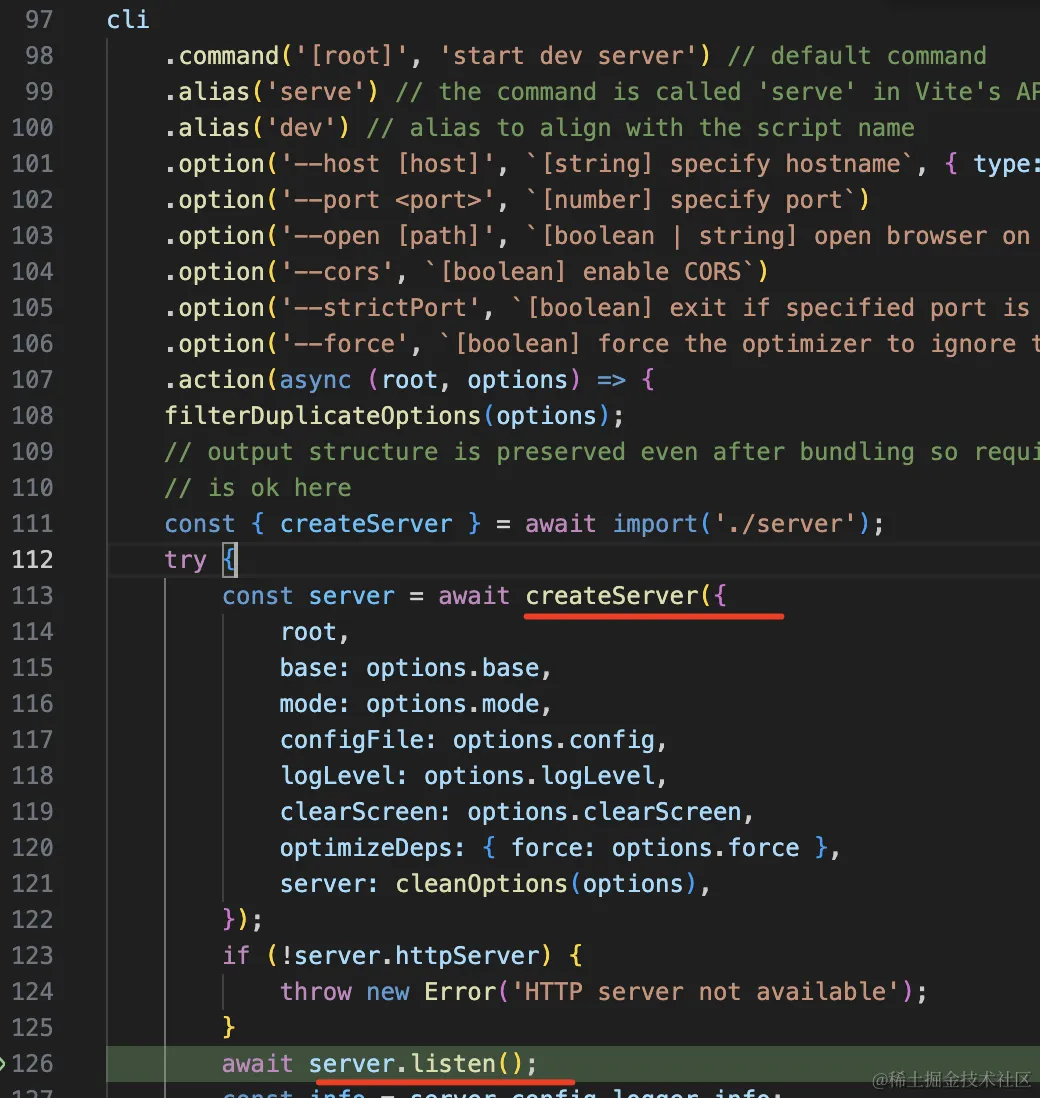 97 cli
98 .command('[root]', 'start dev server') // default command
99 .alias('serve') // the command is called 'serve' in Vite's AP
100 .alias('dev') // alias to align with the script name
101 .option('--host [host]', `[string] specify hostname`, { type:
102 .option('--port <port>', `[number] specify port`)
103 .option('--open [path]', `[boolean | string] open browser on
104 .option('--cors', `[boolean] enable CORS`)
105 .option('--strictPort', `[boolean] exit if specified port is
106 .option('--force', `[boolean] force the optimizer to ignore t
107 .action(async (root, options) => {
108 filterDuplicateOptions(options);
109 // output structure is preserved even after bundling so requi
110 // is ok here
111 const { createServer } = await import('./server');
112 try {
113 const server = await createServer({
114 root,
115 base: options.base,
116 mode: options.mode,
117 configFile: options.config,
118 logLevel: options.logLevel,
119 clearScreen: options.clearScreen,
120 optimizeDeps: { force: options.force },
121 server: cleanOptions(options),
122 });
123 if (!server.httpServer) {
124 throw new Error('HTTP server not available');
125 }
126 await server.listen();
127 const info = server.config.logger.info;
@稀土掘金技术社区